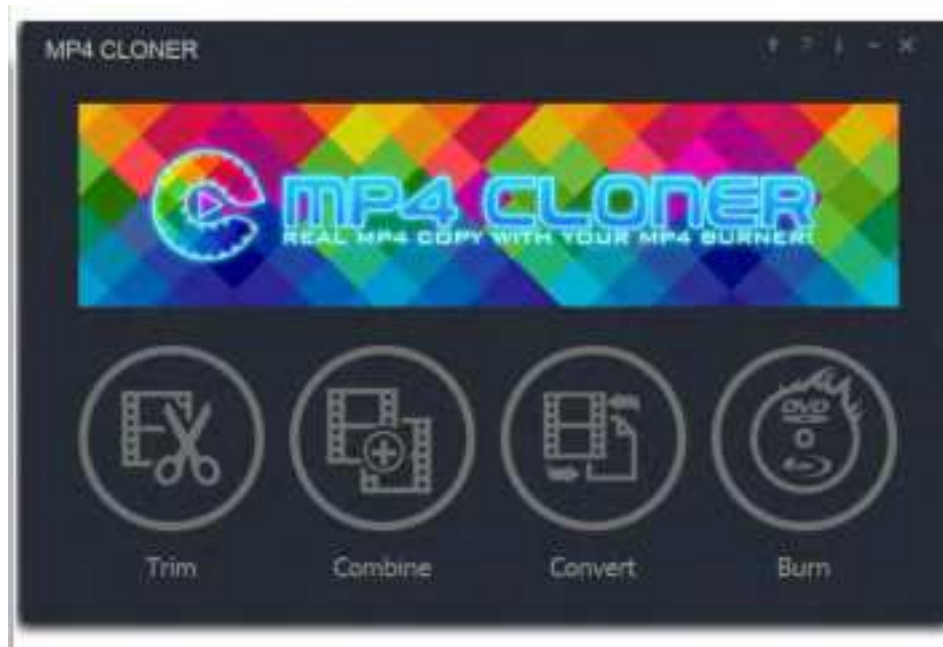 MP4 CLONER
MP4 CLONER
REAL MP4 COPY WITH YOUR MP4 BURNER!
DVD
Trim
Combine
Convert
Burn